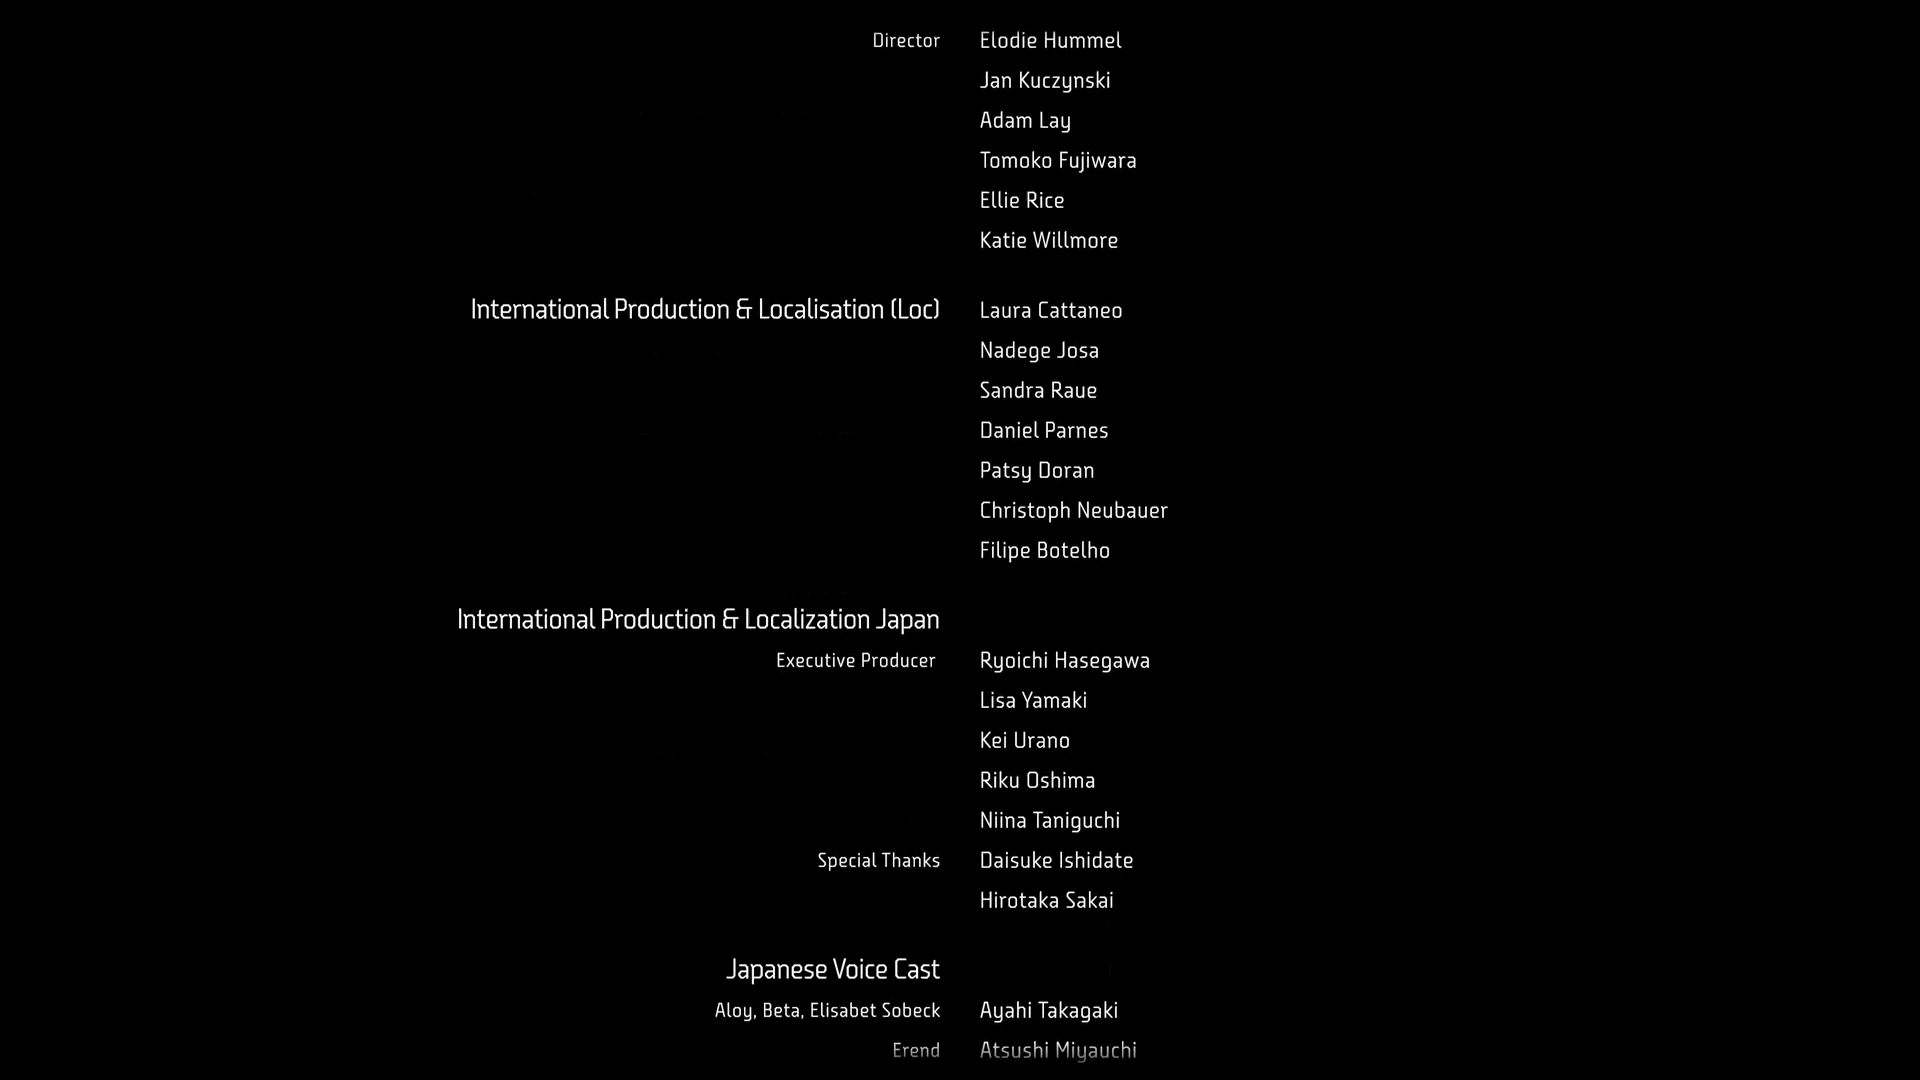 Director Elodie Hummel
Jan Kuczynski
Adam Lay
Tomoko Fujiwara
Ellie Rice
Katie Willmore
International Production & Localisation (Loc) Laura Cattaneo
Nadege Josa
Sandra Raue
Daniel Parnes
Patsy Doran
Christoph Neubauer
Filipe Botelho
International Production & Localization Japan
Executive Producer Ryoichi Hasegawa
Lisa Yamaki
Kei Urano
Riku Oshima
Niina Taniguchi
Special Thanks Daisuke Ishidate
Hirotaka Sakai
Japanese Voice Cast
Aloy, Beta, Elisabet Sobeck Ayahi Takagaki
Erend Atsushi Miyauchi